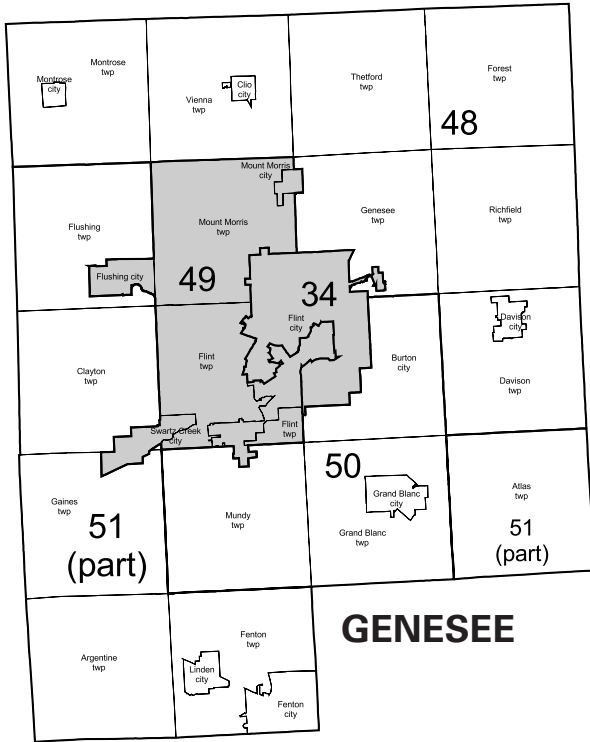 Montrose
city
Montrose
twp
Vienna
twp
Clio
city
Thetford
twp
Forest
twp
48
Flushing
twp
Mount Morris
city
Mount Morris
twp
Genesee
twp
Richfield
twp
Flushing city
49
34
Flint
city
Clayton
twp
Flint
twp
Burton
city
Davison
city
Davison
twp
Swartz Creek
city
Flint
twp
50
Gaines
twp
51
(part)
Mundy
twp
Grand Blanc
city
Grand Blanc
twp
Atlas
twp
51
(part)
GENESEE
Argentine
twp
Fenton
twp
Linden
city
Fenton
city